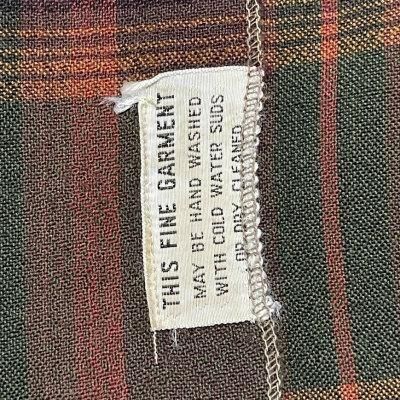 THIS FINE GARMENT
MAY BE HAND WASHED
WITH COLD WATER SUDS
OR DRY CLEANED